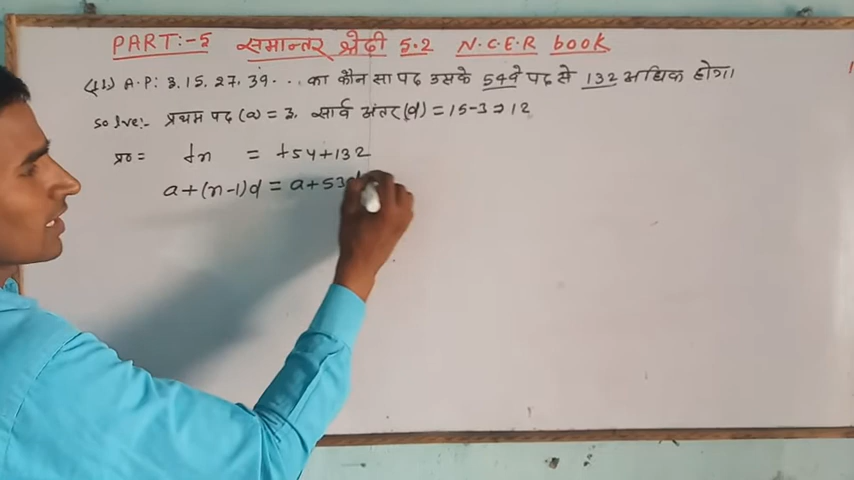 PART:-5 समान्तर श्रेढ़ी 5.2 N.C.E.R book
(11) A.P: 3.15.27.39... का कौन सा पद उसके 54वे पद से 132 अधिक होगा।
solve:- प्रथम पद (a) = 3, सार्व अंतर (d) = 15-3 ⇒ 12
प्र० = tn = t54+132
a+(n-1)d = a+53d